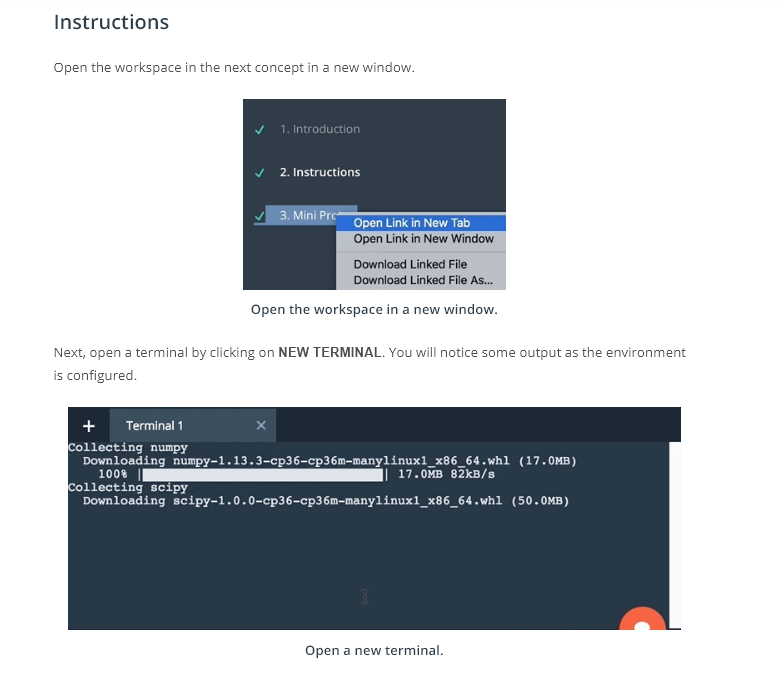 Instructions
Open the workspace in the next concept in a new window.
1. Introduction
2. Instructions
3. Mini Pro
Open Link in New Tab
Open Link in New Window
Download Linked File
Download Linked File As...
Open the workspace in a new window.
Next, open a terminal by clicking on NEW TERMINAL. You will notice some output as the environment
is configured.
+ Terminal 1 ×
Collecting numpy
Downloading numpy-1.13.3-cp36-cp36m-manylinux1_x86_64.whl (17.0MB)
100% | | 17.0MB 82kB/s
Collecting scipy
Downloading scipy-1.0.0-cp36-cp36m-manylinux1_x86_64.whl (50.0MB)
Open a new terminal.